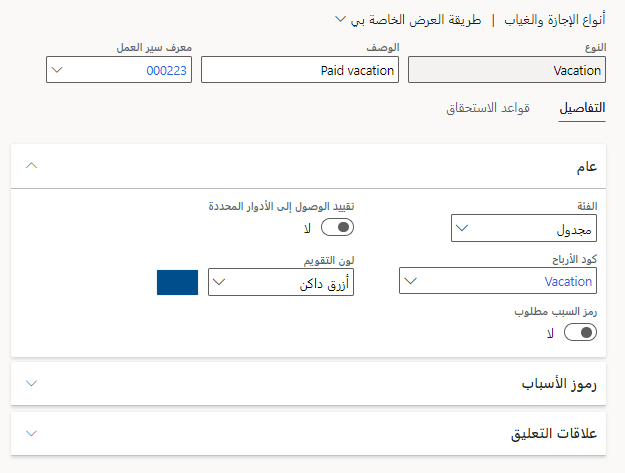 أنواع الإجازة والغياب | طريقة العرض الخاصة بي
النوع
Vacation
الوصف
Paid vacation
معرف سير العمل
000223
التفاصيل
قواعد الاستحقاق
عام
الفئة
مجدول
كود الأرباح
Vacation
رمز السبب مطلوب
لا
تقييد الوصول إلى الأدوار المحددة
لا
لون التقويم
أزرق داكن
رموز الأسباب
علاقات التعليق